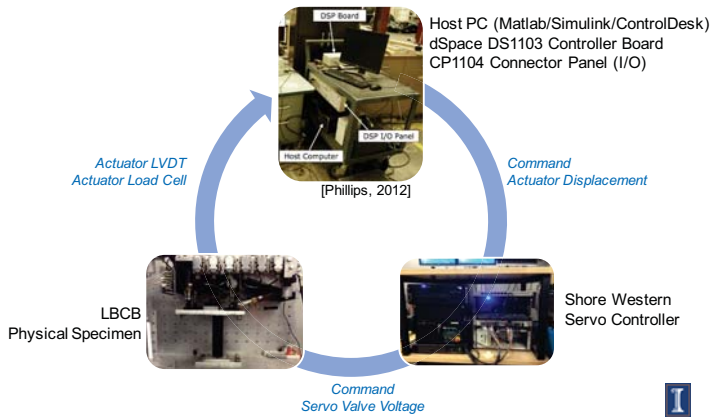 DSP Board
DSP I/O Panel
Host Computer
[Phillips, 2012]
Host PC (Matlab/Simulink/ControlDesk)
dSpace DS1103 Controller Board
CP1104 Connector Panel (I/O)
Actuator LVDT
Actuator Load Cell
Command
Actuator Displacement
LBCB
Physical Specimen
Shore Western
Servo Controller
Command
Servo Valve Voltage
I